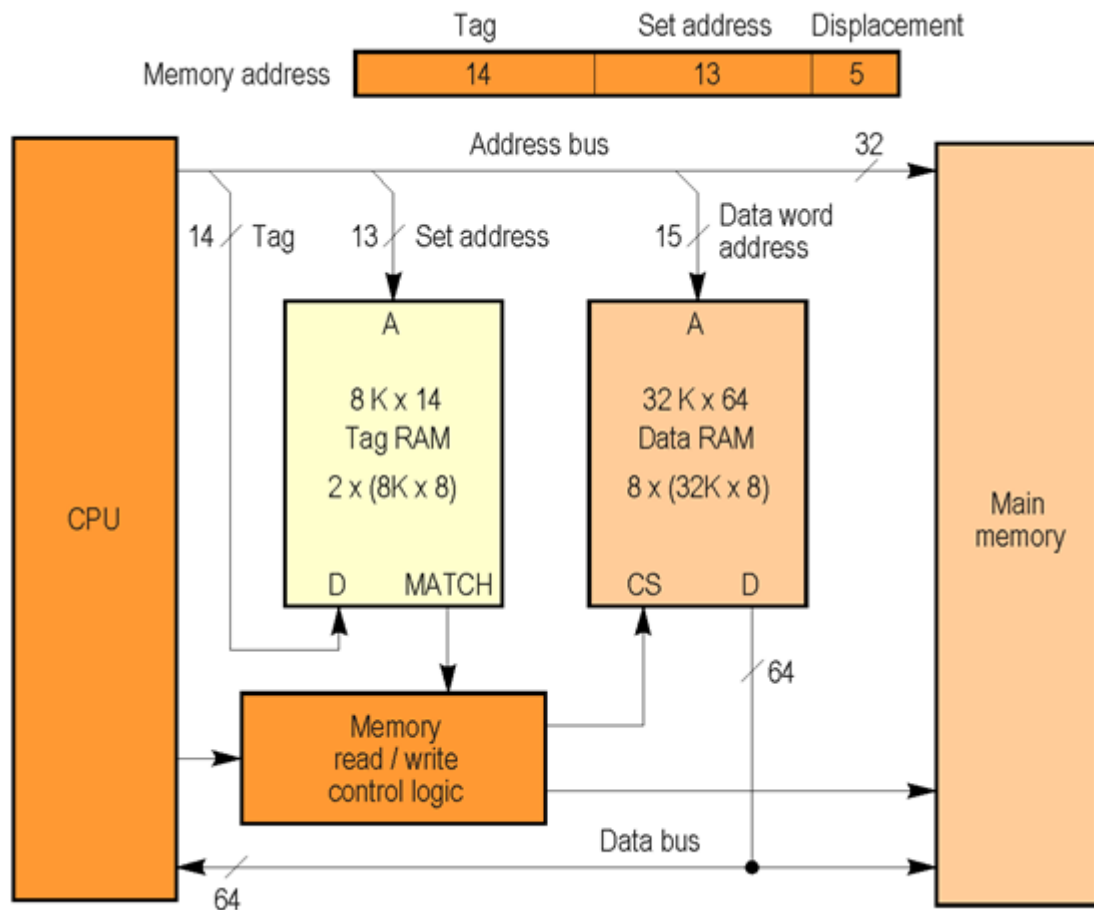 Tag Set address Displacement
Memory address 14 13 5
Address bus 32
14 Tag 13 Set address 15 Data word
address
A A
8 K x 14 32 K x 64
Tag RAM Data RAM
2 x (8K x 8) 8 x (32K x 8)
CPU
Main
memory
D MATCH CS D
64
Memory
read / write
control logic
Data bus
64